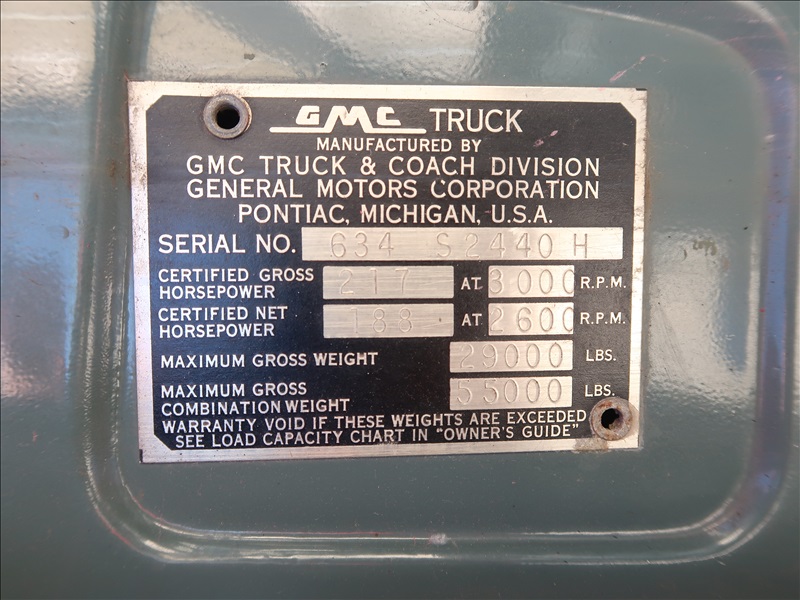 GMC TRUCK
MANUFACTURED BY
GMC TRUCK & COACH DIVISION
GENERAL MOTORS CORPORATION
PONTIAC, MICHIGAN, U.S.A.
SERIAL NO. 634 S2440H
CERTIFIED GROSS HORSEPOWER 217 AT 3000 R.P.M.
CERTIFIED NET HORSEPOWER 188 AT 2600 R.P.M.
MAXIMUM GROSS WEIGHT 29000 LBS.
MAXIMUM GROSS COMBINATION WEIGHT 55000 LBS.
WARRANTY VOID IF THESE WEIGHTS ARE EXCEEDED
SEE LOAD CAPACITY CHART IN "OWNER'S GUIDE"